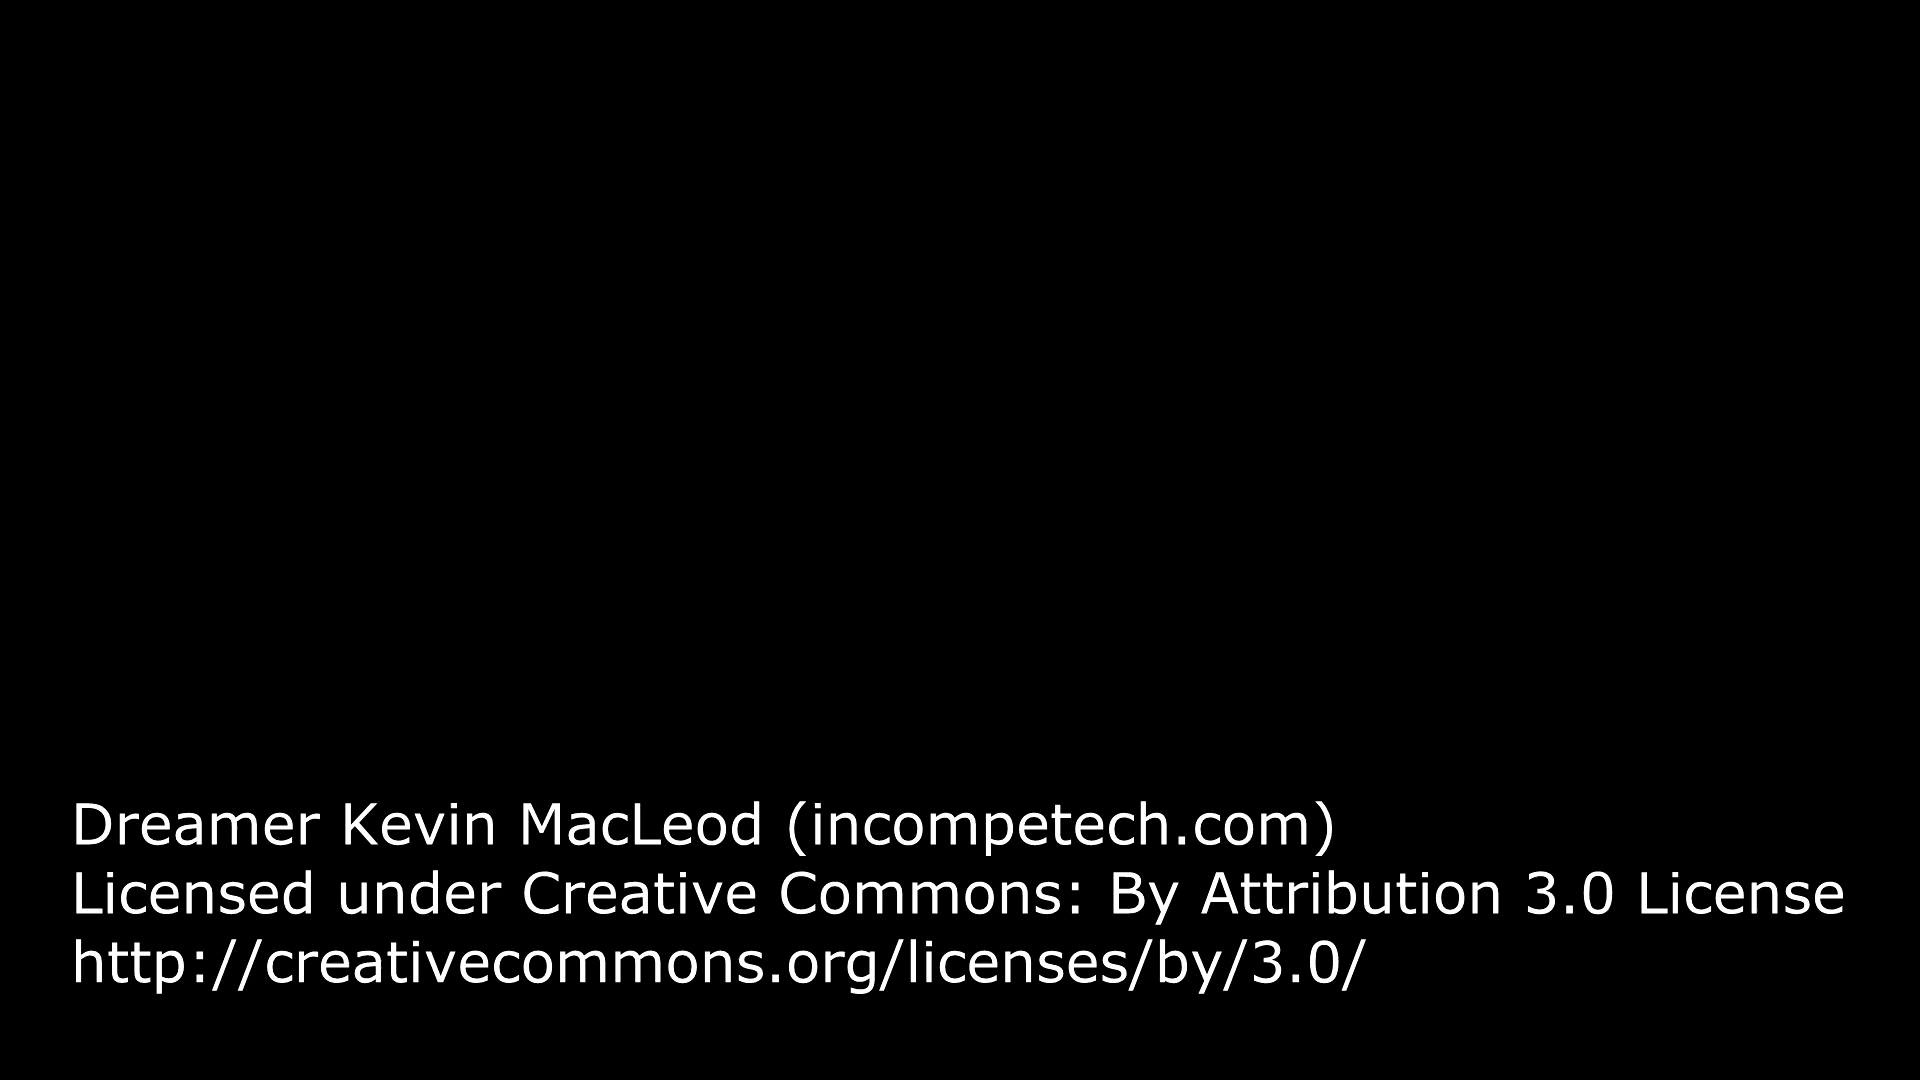 Dreamer Kevin MacLeod (incompetech.com)
Licensed under Creative Commons: By Attribution 3.0 License
http://creativecommons.org/licenses/by/3.0/